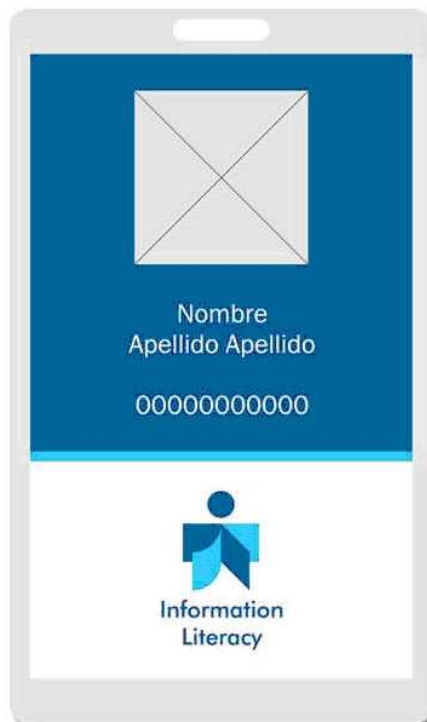 Nombre
Apellido Apellido
00000000000
Information
Literacy